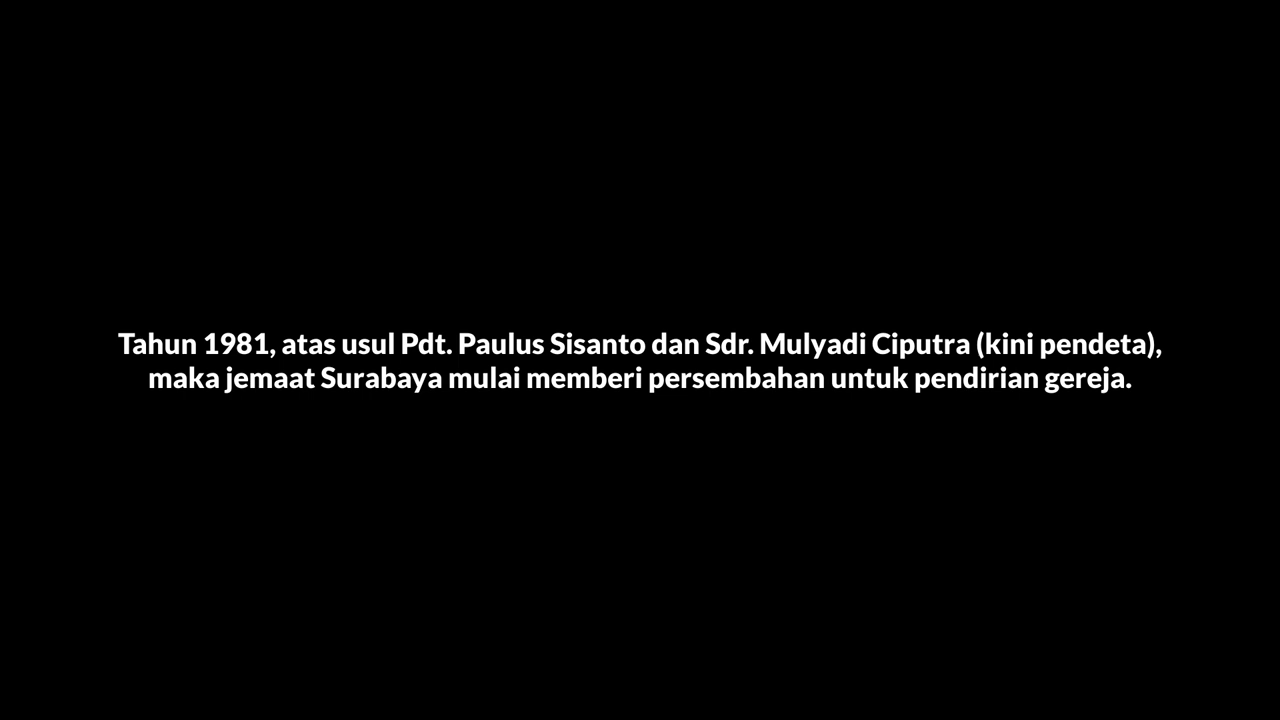 Tahun 1981, atas usul Pdt. Paulus Sisanto dan Sdr. Mulyadi Ciputra (kini pendeta),
maka jemaat Surabaya mulai memberi persembahan untuk pendirian gereja.